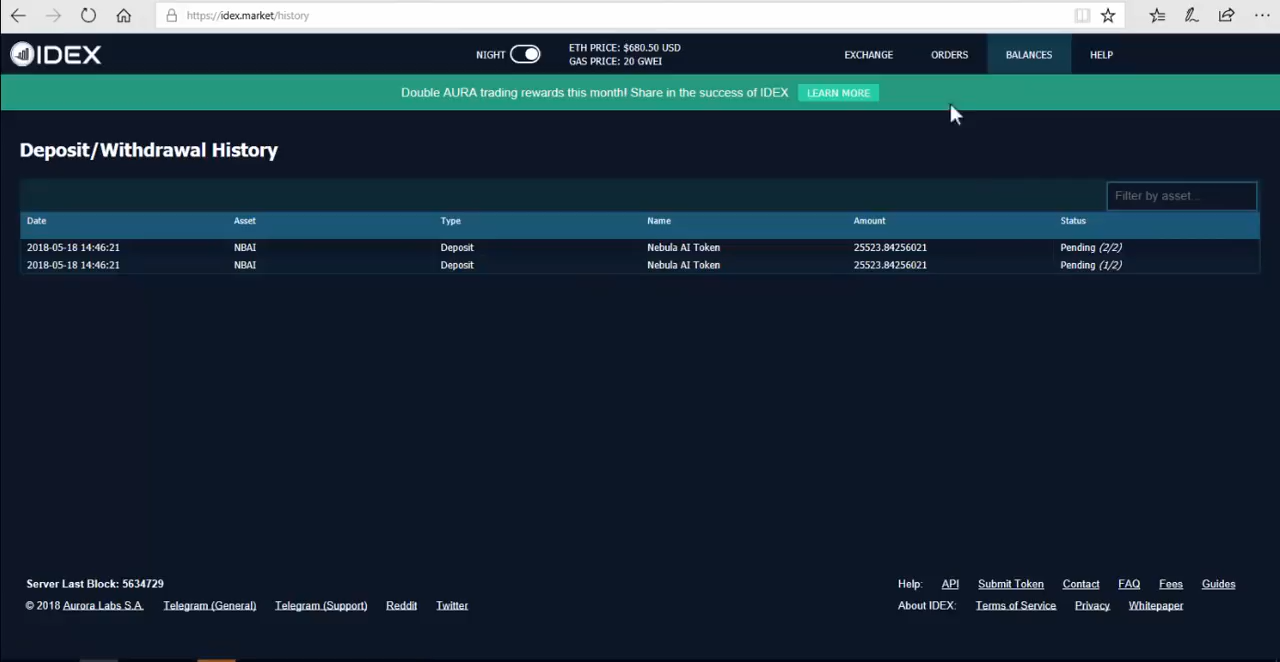 https://idex.market/history
IDEX
NIGHT
ETH PRICE: $680.50 USD
GAS PRICE: 20 GWEI
EXCHANGE ORDERS BALANCES HELP
Double AURA trading rewards this month! Share in the success of IDEX LEARN MORE
Deposit/Withdrawal History
Filter by asset...
Date Asset Type Name Amount Status
2018-05-18 14:46:21 NBAI Deposit Nebula AI Token 25523.84256021 Pending (2/2)
2018-05-18 14:46:21 NBAI Deposit Nebula AI Token 25523.84256021 Pending (1/2)
Server Last Block: 5634729
Help: API Submit Token Contact FAQ Fees Guides
© 2018 Aurora Labs S.A. Telegram (General) Telegram (Support) Reddit Twitter
About IDEX: Terms of Service Privacy Whitepaper